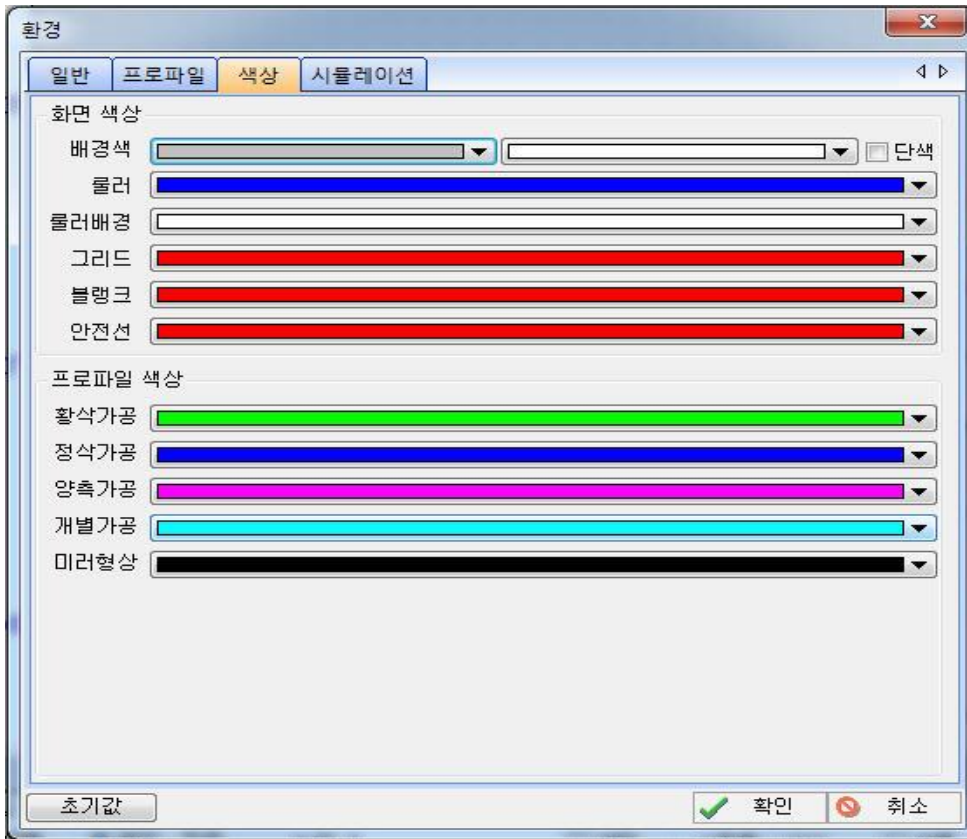 환경
일반 프로파일 색상 시뮬레이션
화면 색상
배경색 단색
룰러
룰러배경
그리드
블랭크
안전선
프로파일 색상
황삭가공
정삭가공
양측가공
개별가공
미러형상
초기값 확인 취소